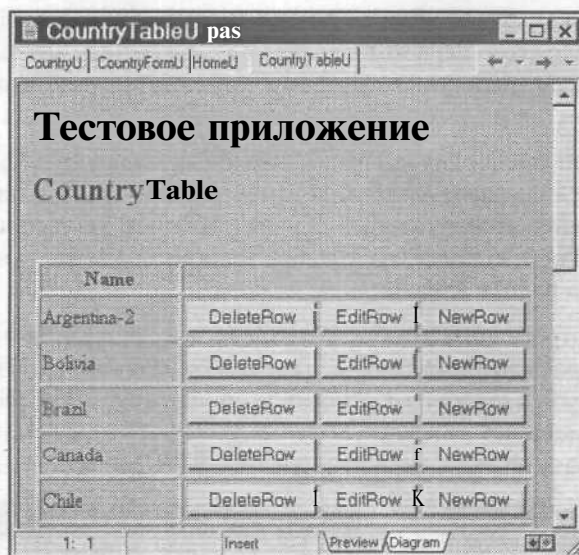 CountryTableU pas
CountryU CountryFormU HomeU CountryTableU
Тестовое приложение
CountryTable
Name
Argentina-2 DeleteRow EditRow NewRow
Bolivia DeleteRow EditRow NewRow
Brazil DeleteRow EditRow NewRow
Canada DeleteRow EditRow NewRow
Chile DeleteRow EditRow NewRow
1: 1 Insert Preview Diagram